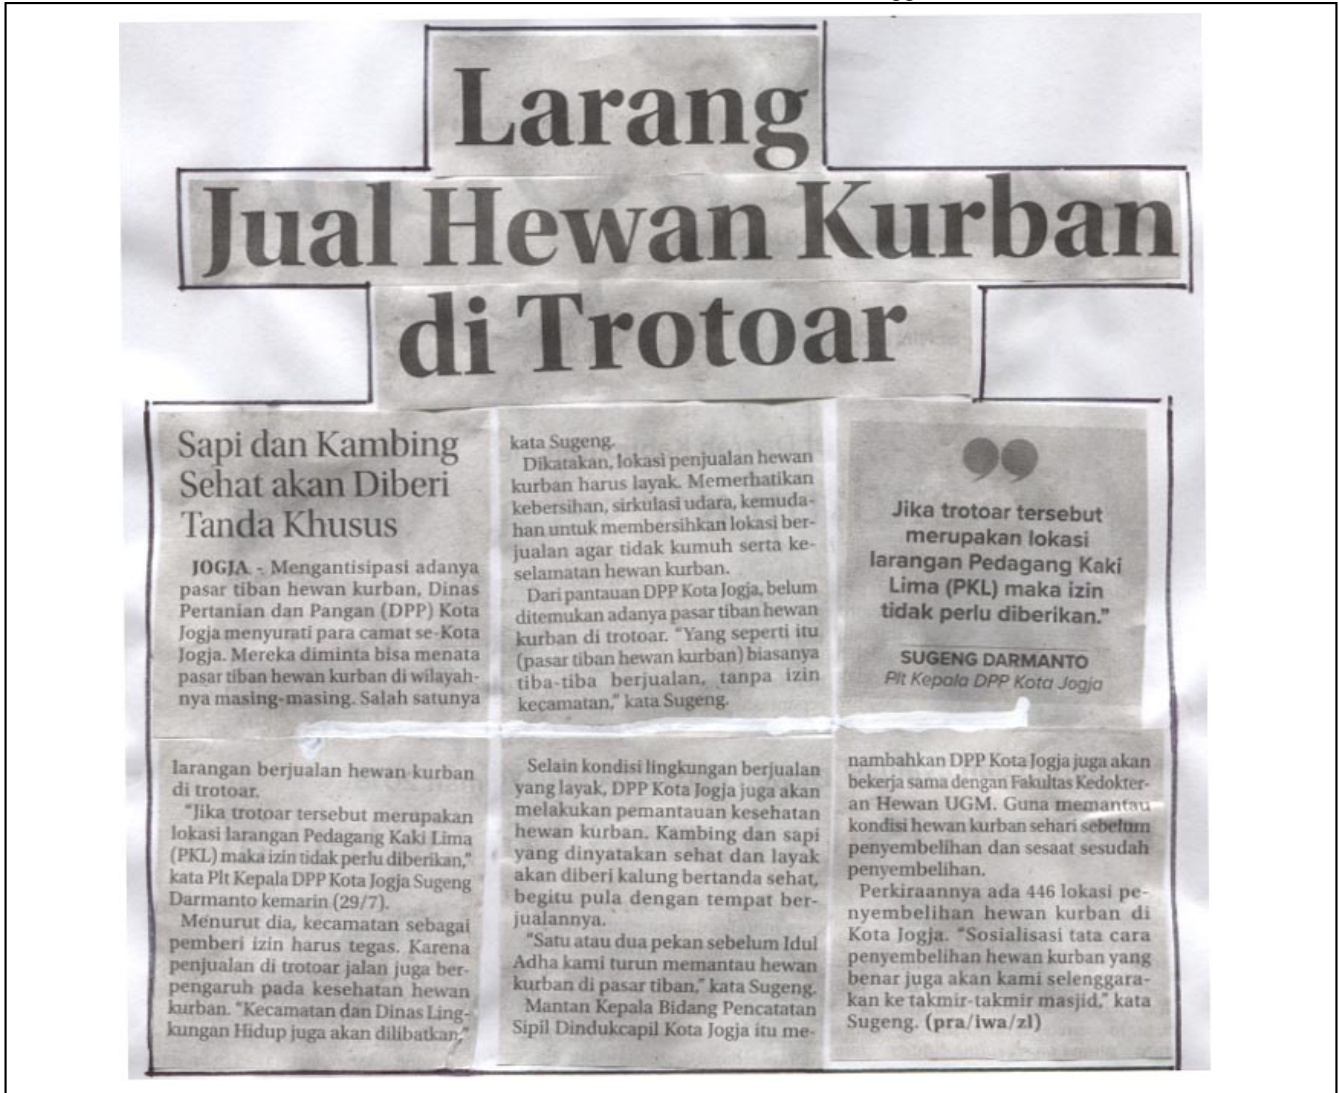 Larang
Jual Hewan Kurban
di Trotoar
Sapi dan Kambing
Sehat akan Diberi
Tanda Khusus
JOGJA - Mengantisipasi adanya
pasar tiban hewan kurban, Dinas
Pertanian dan Pangan (DPP) Kota
Jogja menyurati para camat se-Kota
Jogja. Mereka diminta bisa menata
pasar tiban hewan kurban di wilayah-
nya masing-masing. Salah satunya
larangan berjualan hewan kurban
di trotoar.
"Jika trotoar tersebut merupakan
lokasi larangan Pedagang Kaki Lima
(PKL) maka izin tidak perlu diberikan,"
kata Plt Kepala DPP Kota Jogja Sugeng
Darmanto kemarin (29/7).
Menurut dia, kecamatan sebagai
pemberi izin harus tegas. Karena
penjualan di trotoar jalan juga ber-
pengaruh pada kesehatan hewan
kurban. "Kecamatan dan Dinas Ling-
kungan Hidup juga akan dilibatkan,"
kata Sugeng.
Dikatakan, lokasi penjualan hewan
kurban harus layak. Memerhatikan
kebersihan, sirkulasi udara, kemuda-
han untuk membersihkan lokasi ber-
jualan agar tidak kumuh serta ke-
selamatan hewan kurban.
Dari pantauan DPP Kota Jogja, belum
ditemukan adanya pasar tiban hewan
kurban di trotoar. "Yang seperti itu
(pasar tiban hewan kurban) biasanya
tiba-tiba berjualan, tanpa izin
kecamatan," kata Sugeng.
Selain kondisi lingkungan berjualan
yang layak, DPP Kota Jogja juga akan
melakukan pemantauan kesehatan
hewan kurban. Kambing dan sapi
yang dinyatakan sehat dan layak
akan diberi kalung bertanda sehat,
begitu pula dengan tempat ber-
jualannya.
"Satu atau dua pekan sebelum Idul
Adha kami turun memantau hewan
kurban di pasar tiban," kata Sugeng.
Mantan Kepala Bidang Pencatatan
Sipil Dindukcapil Kota Jogja itu me-
nambahkan DPP Kota Jogja juga akan
bekerja sama dengan Fakultas Kedokter-
an Hewan UGM. Guna memantau
kondisi hewan kurban sehari sebelum
penyembelihan dan sesaat sesudah
penyembelihan.
Perkiraannya ada 446 lokasi pe-
nyembelihan hewan kurban di
Kota Jogja. "Sosialisasi tata cara
penyembelihan hewan kurban yang
benar juga akan kami selenggara-
kan ke takmir-takmir masjid," kata
Sugeng. (pra/iwa/zl)
”
Jika trotoar tersebut
merupakan lokasi
larangan Pedagang Kaki
Lima (PKL) maka izin
tidak perlu diberikan."
SUGENG DARMANTO
Plt Kepala DPP Kota Jogja